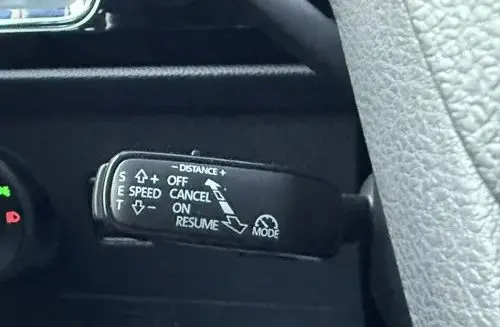 - DISTANCE +
S + OFF
E SPEED CANCEL
T - ON
RESUME
MODE